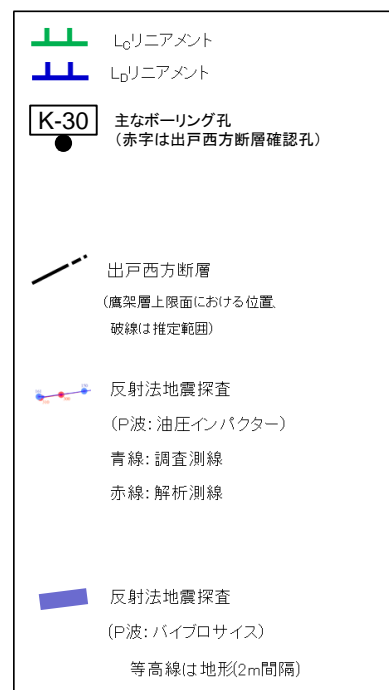 LCリニアメント
LDリニアメント
K-30
主なボーリング孔
(赤字は出戸西方断層確認孔)
出戸西方断層
(鷹架層上限面における位置、
破線は推定範囲)
反射法地震探査
(P波:油圧インパクター)
青線:調査測線
赤線:解析測線
反射法地震探査
(P波:バイブロサイス)
等高線は地形(2m間隔)